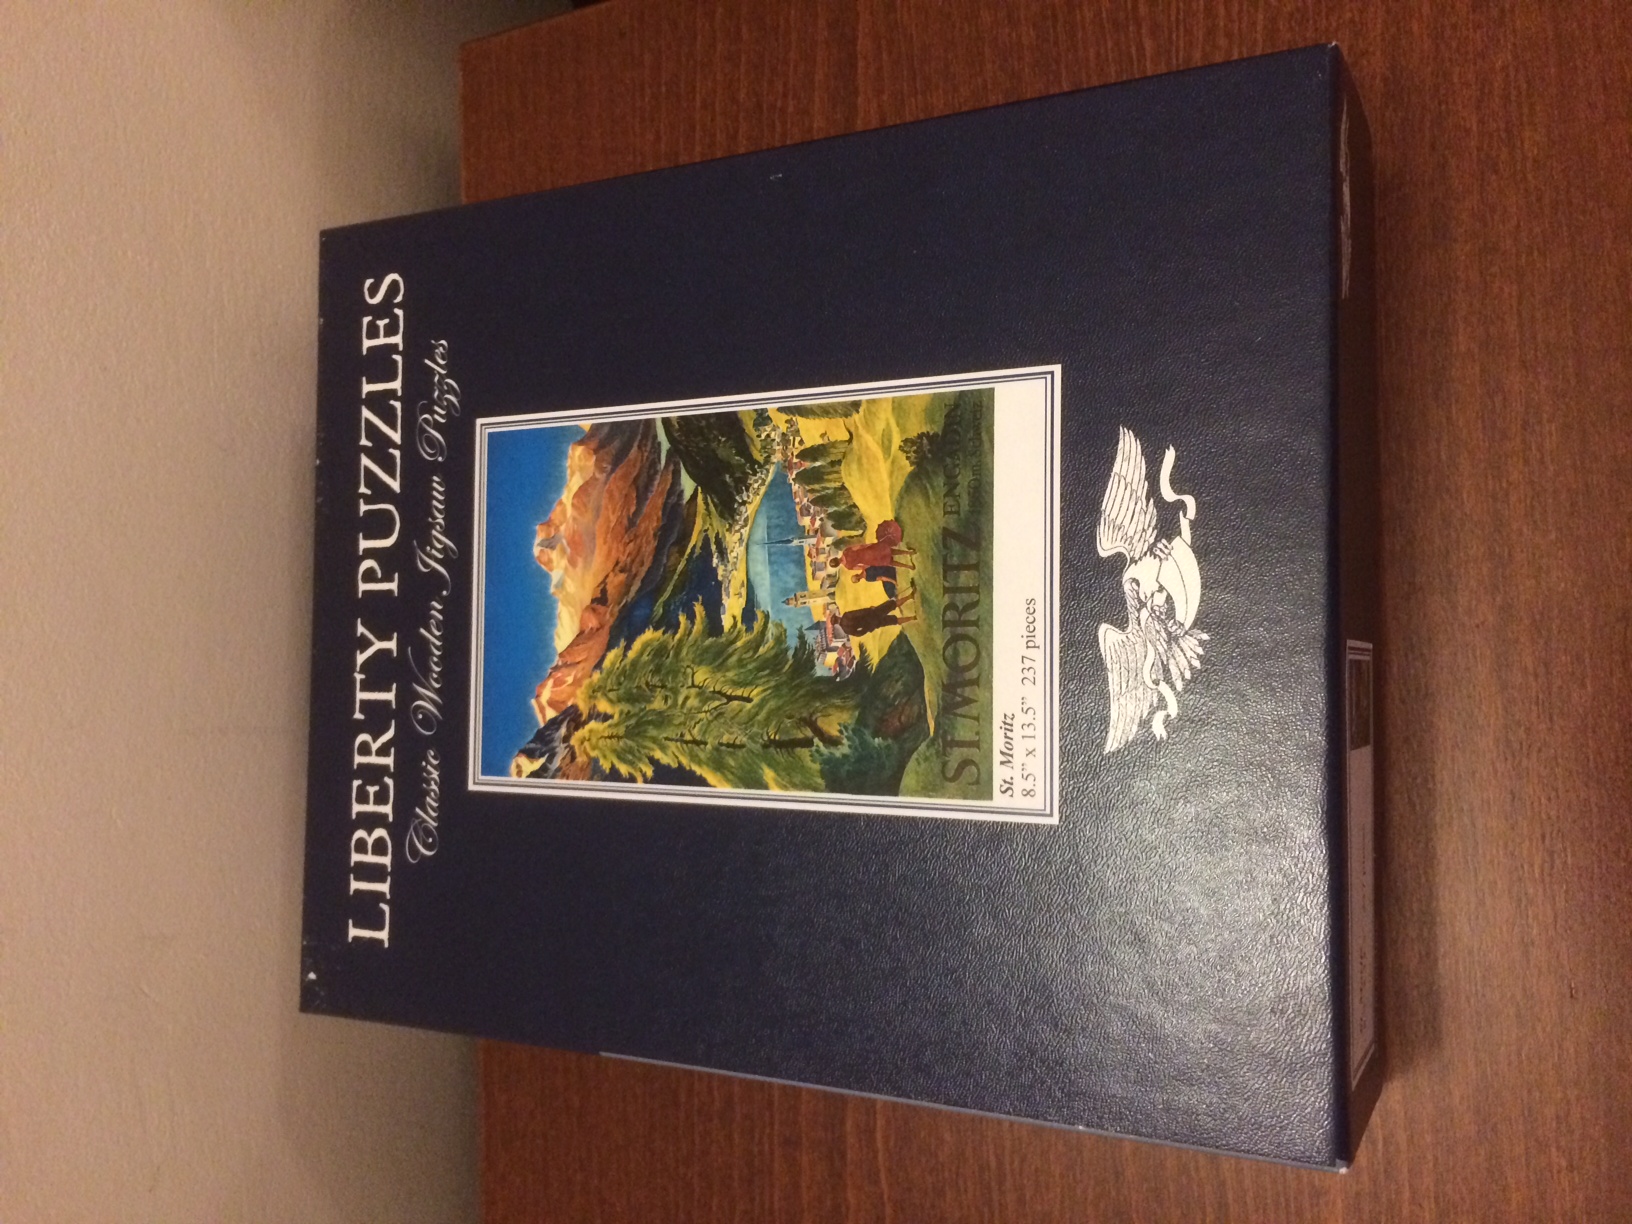 LIBERTY PUZZLES
Classic Wooden Jigsaw Puzzles
ST. MORITZ ENGADIN
St. Moritz
8.5” x 13.5” 237 pieces